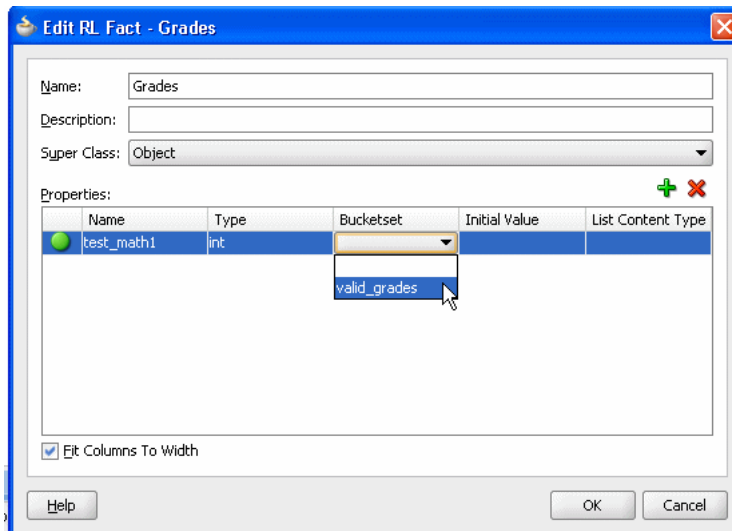 Edit RL Fact - Grades
Name: Grades
Description:
Super Class: Object
Properties:
Name Type Bucketset Initial Value List Content Type
test_math1 int
valid_grades
Fit Columns To Width
Help OK Cancel